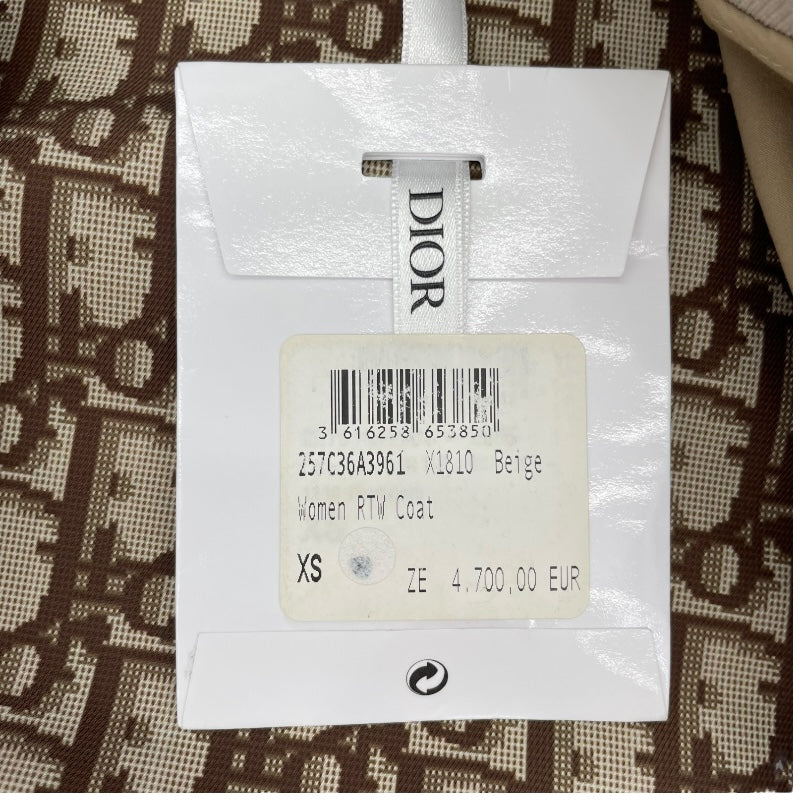 DIOR
3 616258 653850
257C36A3961 X1810 Beige
Women RTW Coat
XS
ZE 4.700,00 EUR